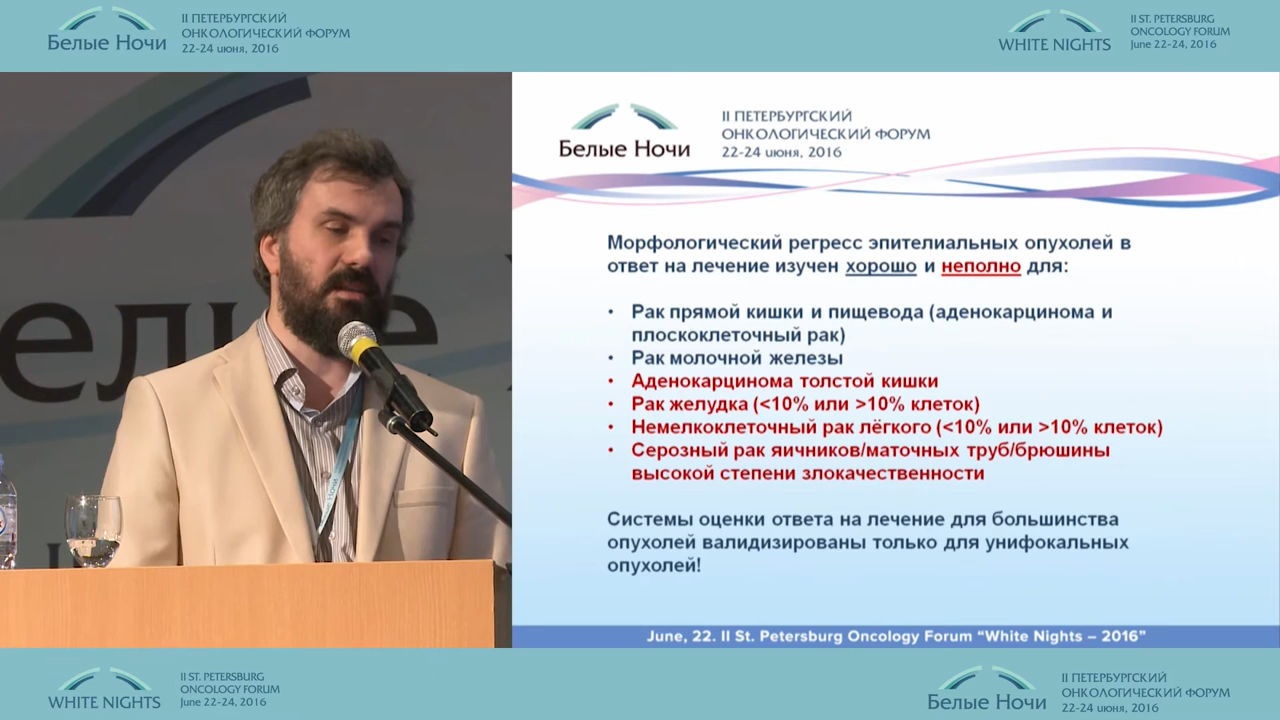 Белые Ночи
II ПЕТЕРБУРГСКИЙ
ОНКОЛОГИЧЕСКИЙ ФОРУМ
22-24 июня, 2016
WHITE NIGHTS
II ST. PETERSBURG
ONCOLOGY FORUM
June 22-24, 2016
Белые Ночи
II ПЕТЕРБУРГСКИЙ
ОНКОЛОГИЧЕСКИЙ ФОРУМ
22-24 июня, 2016
Морфологический регресс эпителиальных опухолей в
ответ на лечение изучен хорошо и неполно для:
• Рак прямой кишки и пищевода (аденокарцинома и
плоскоклеточный рак)
• Рак молочной железы
• Аденокарцинома толстой кишки
• Рак желудка (<10% или >10% клеток)
• Немелкоклеточный рак лёгкого (<10% или >10% клеток)
• Серозный рак яичников/маточных труб/брюшины
высокой степени злокачественности
Системы оценки ответа на лечение для большинства
опухолей валидизированы только для унифокальных
опухолей!
June, 22. II St. Petersburg Oncology Forum “White Nights – 2016”
WHITE NIGHTS
II ST. PETERSBURG
ONCOLOGY FORUM
June 22-24, 2016
Белые Ночи
II ПЕТЕРБУРГСКИЙ
ОНКОЛОГИЧЕСКИЙ ФОРУМ
22-24 июня, 2016